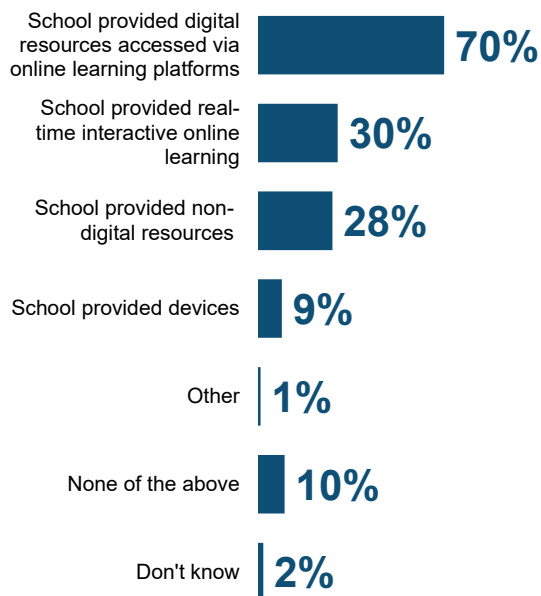 School provided digital
resources accessed via
online learning platforms
70%
School provided real-
time interactive online
learning
30%
School provided non-
digital resources
28%
School provided devices
9%
Other
1%
None of the above
10%
Don't know
2%